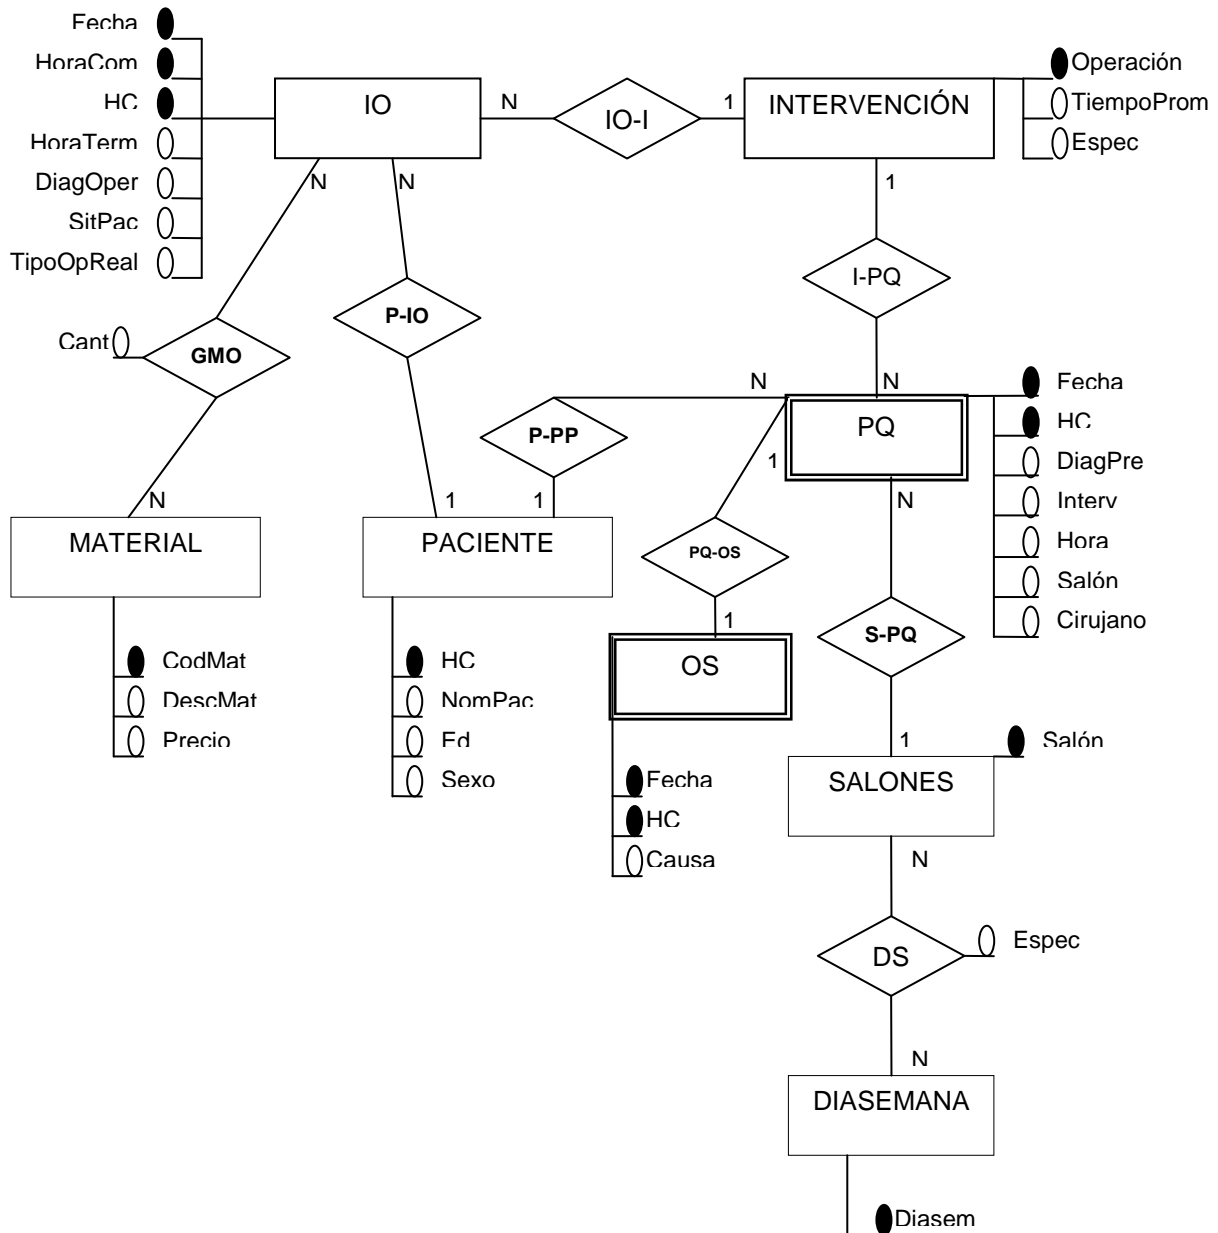 Fecha
HoraCom
HC
HoraTerm
DiagOper
SitPac
TipoOpReal
IO
N
IO-I
1
INTERVENCIÓN
Operación
TiempoProm
Espec
N
N
1
I-PQ
Cant
GMO
P-IO
N
N
Fecha
HC
DiagPre
Interv
Hora
Salón
Cirujano
P-PP
PQ
1
N
1
1
N
MATERIAL
PACIENTE
PQ-OS
1
S-PQ
OS
CodMat
DescMat
Precio
HC
NomPac
Ed
Sexo
Fecha
HC
Causa
1
Salón
SALONES
N
DS
Espec
N
DIASEMANA
Diasem